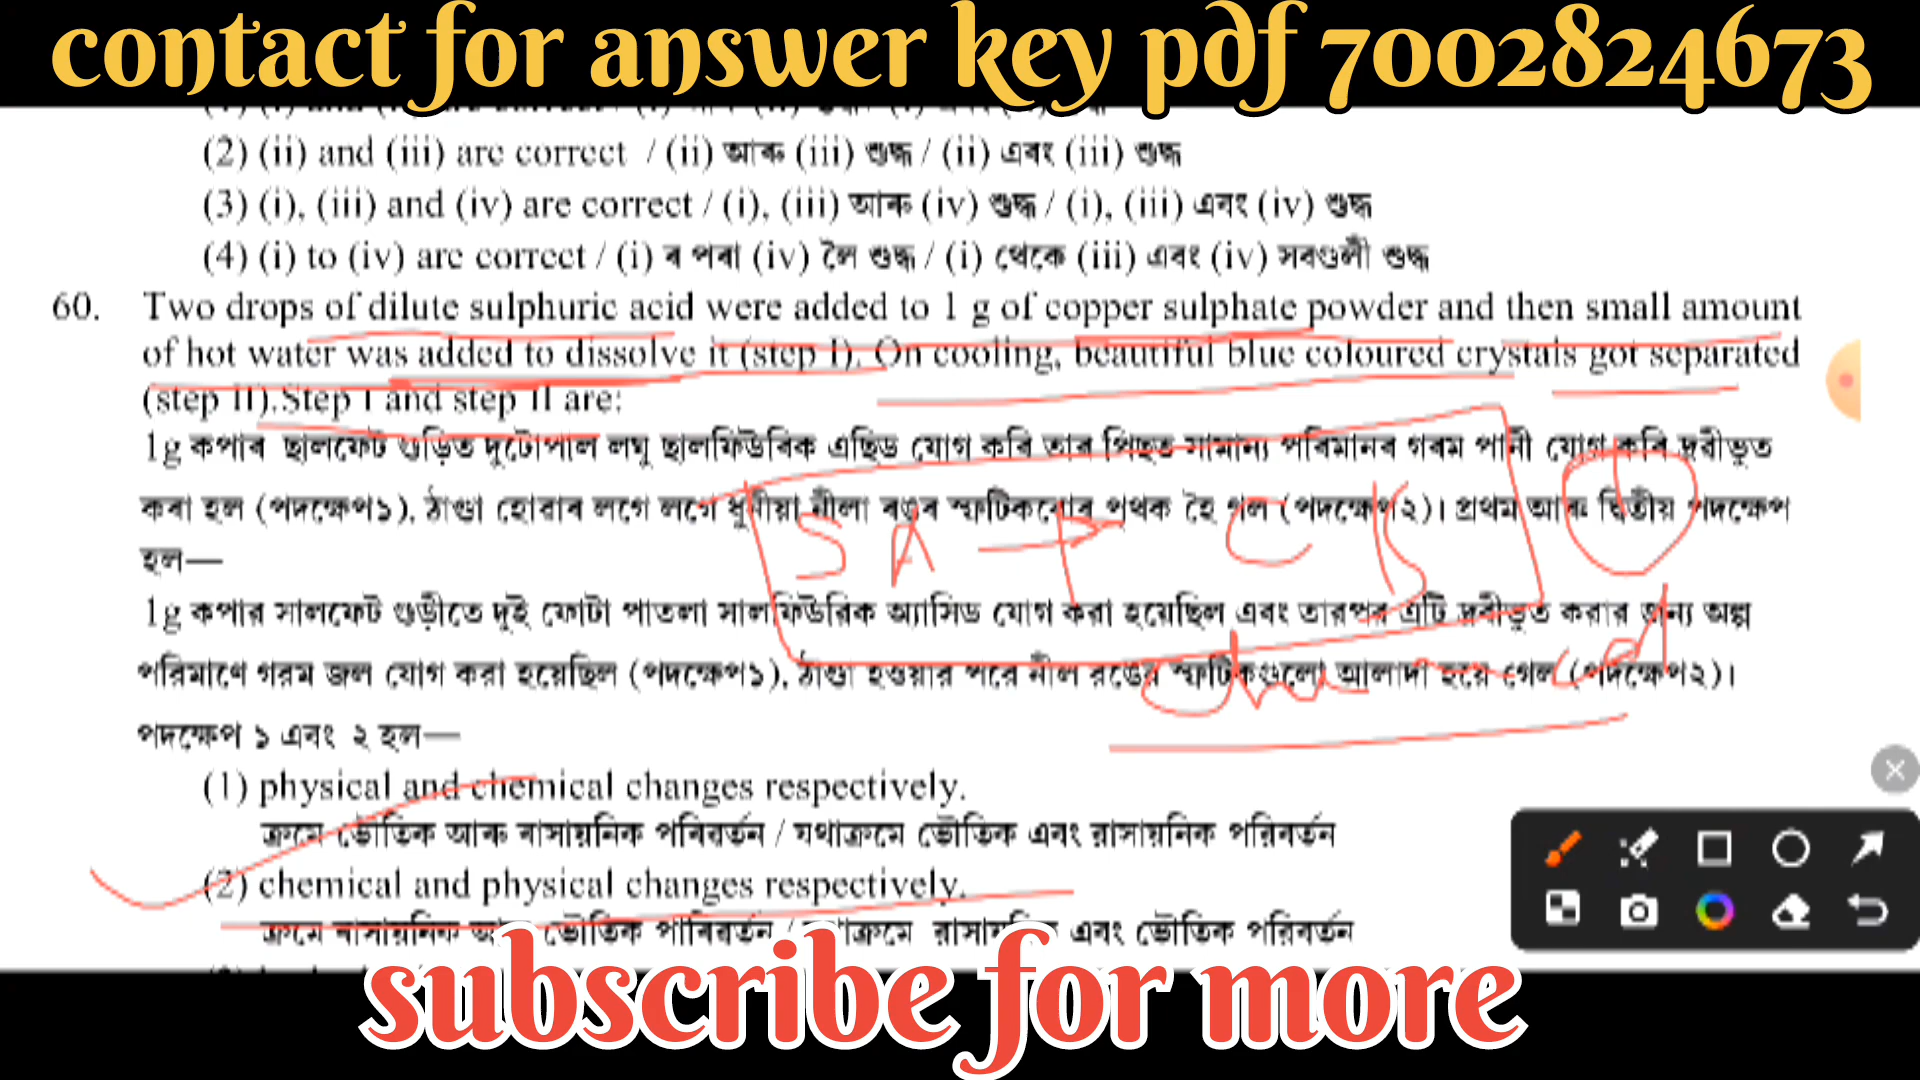 contact for answer key pdf 7002824673
(2) (ii) and (iii) are correct / (ii) আৰু (iii) শুদ্ধ / (ii) এবং (iii) শুদ্ধ
(3) (i), (iii) and (iv) are correct / (i), (iii) আৰু (iv) শুদ্ধ / (i), (iii) এবং (iv) শুদ্ধ
(4) (i) to (iv) are correct / (i) ৰ পৰা (iv) লৈ শুদ্ধ / (i) থেকে (iii) এবং (iv) সবগুলী শুদ্ধ
60. Two drops of dilute sulphuric acid were added to 1 g of copper sulphate powder and then small amount
of hot water was added to dissolve it (step I). On cooling, beautiful blue coloured crystals got separated
(step II).Step I and step II are:
1g কপাৰ ছালফেট গুড়িত দুটোপাল লঘু ছালফিউৰিক এছিড যোগ কৰি তাৰ পিছত সামান্য পৰিমানৰ গৰম পানী যোগ কৰি দ্ৰবীভূত
কৰা হল (পদক্ষেপ১), ঠাণ্ডা হোৱাৰ লগে লগে ধুনীয়া নীলা ৰঙৰ স্ফটিকবোৰ পৃথক হৈ গল (পদক্ষেপ২)। প্ৰথম আৰু দ্বিতীয় পদক্ষেপ
হল—
S A P C B
1g কপার সালফেট গুড়ীতে দুই ফোটা পাতলা সালফিউরিক অ্যাসিড যোগ করা হয়েছিল এবং তারপর এটি দ্রবীভূত করার জন্য অল্প
পরিমাণে গরম জল যোগ করা হয়েছিল (পদক্ষেপ১), ঠাণ্ডা হওয়ার পরে নীল রঙের স্ফটিকগুলো আলাদা হয়ে গেল (পদক্ষেপ২)।
পদক্ষেপ ১ এবং ২ হল—
(1) physical and chemical changes respectively.
ক্ৰমে ভৌতিক আৰু ৰাসায়নিক পৰিবৰ্তন / যথাক্রমে ভৌতিক এবং রাসায়নিক পরিবর্তন
(2) chemical and physical changes respectively.
ক্ৰমে ৰাসায়নিক ভৌতিক পৰিবৰ্তন / এবং ভৌতিক পরিবর্তন
subscribe for more